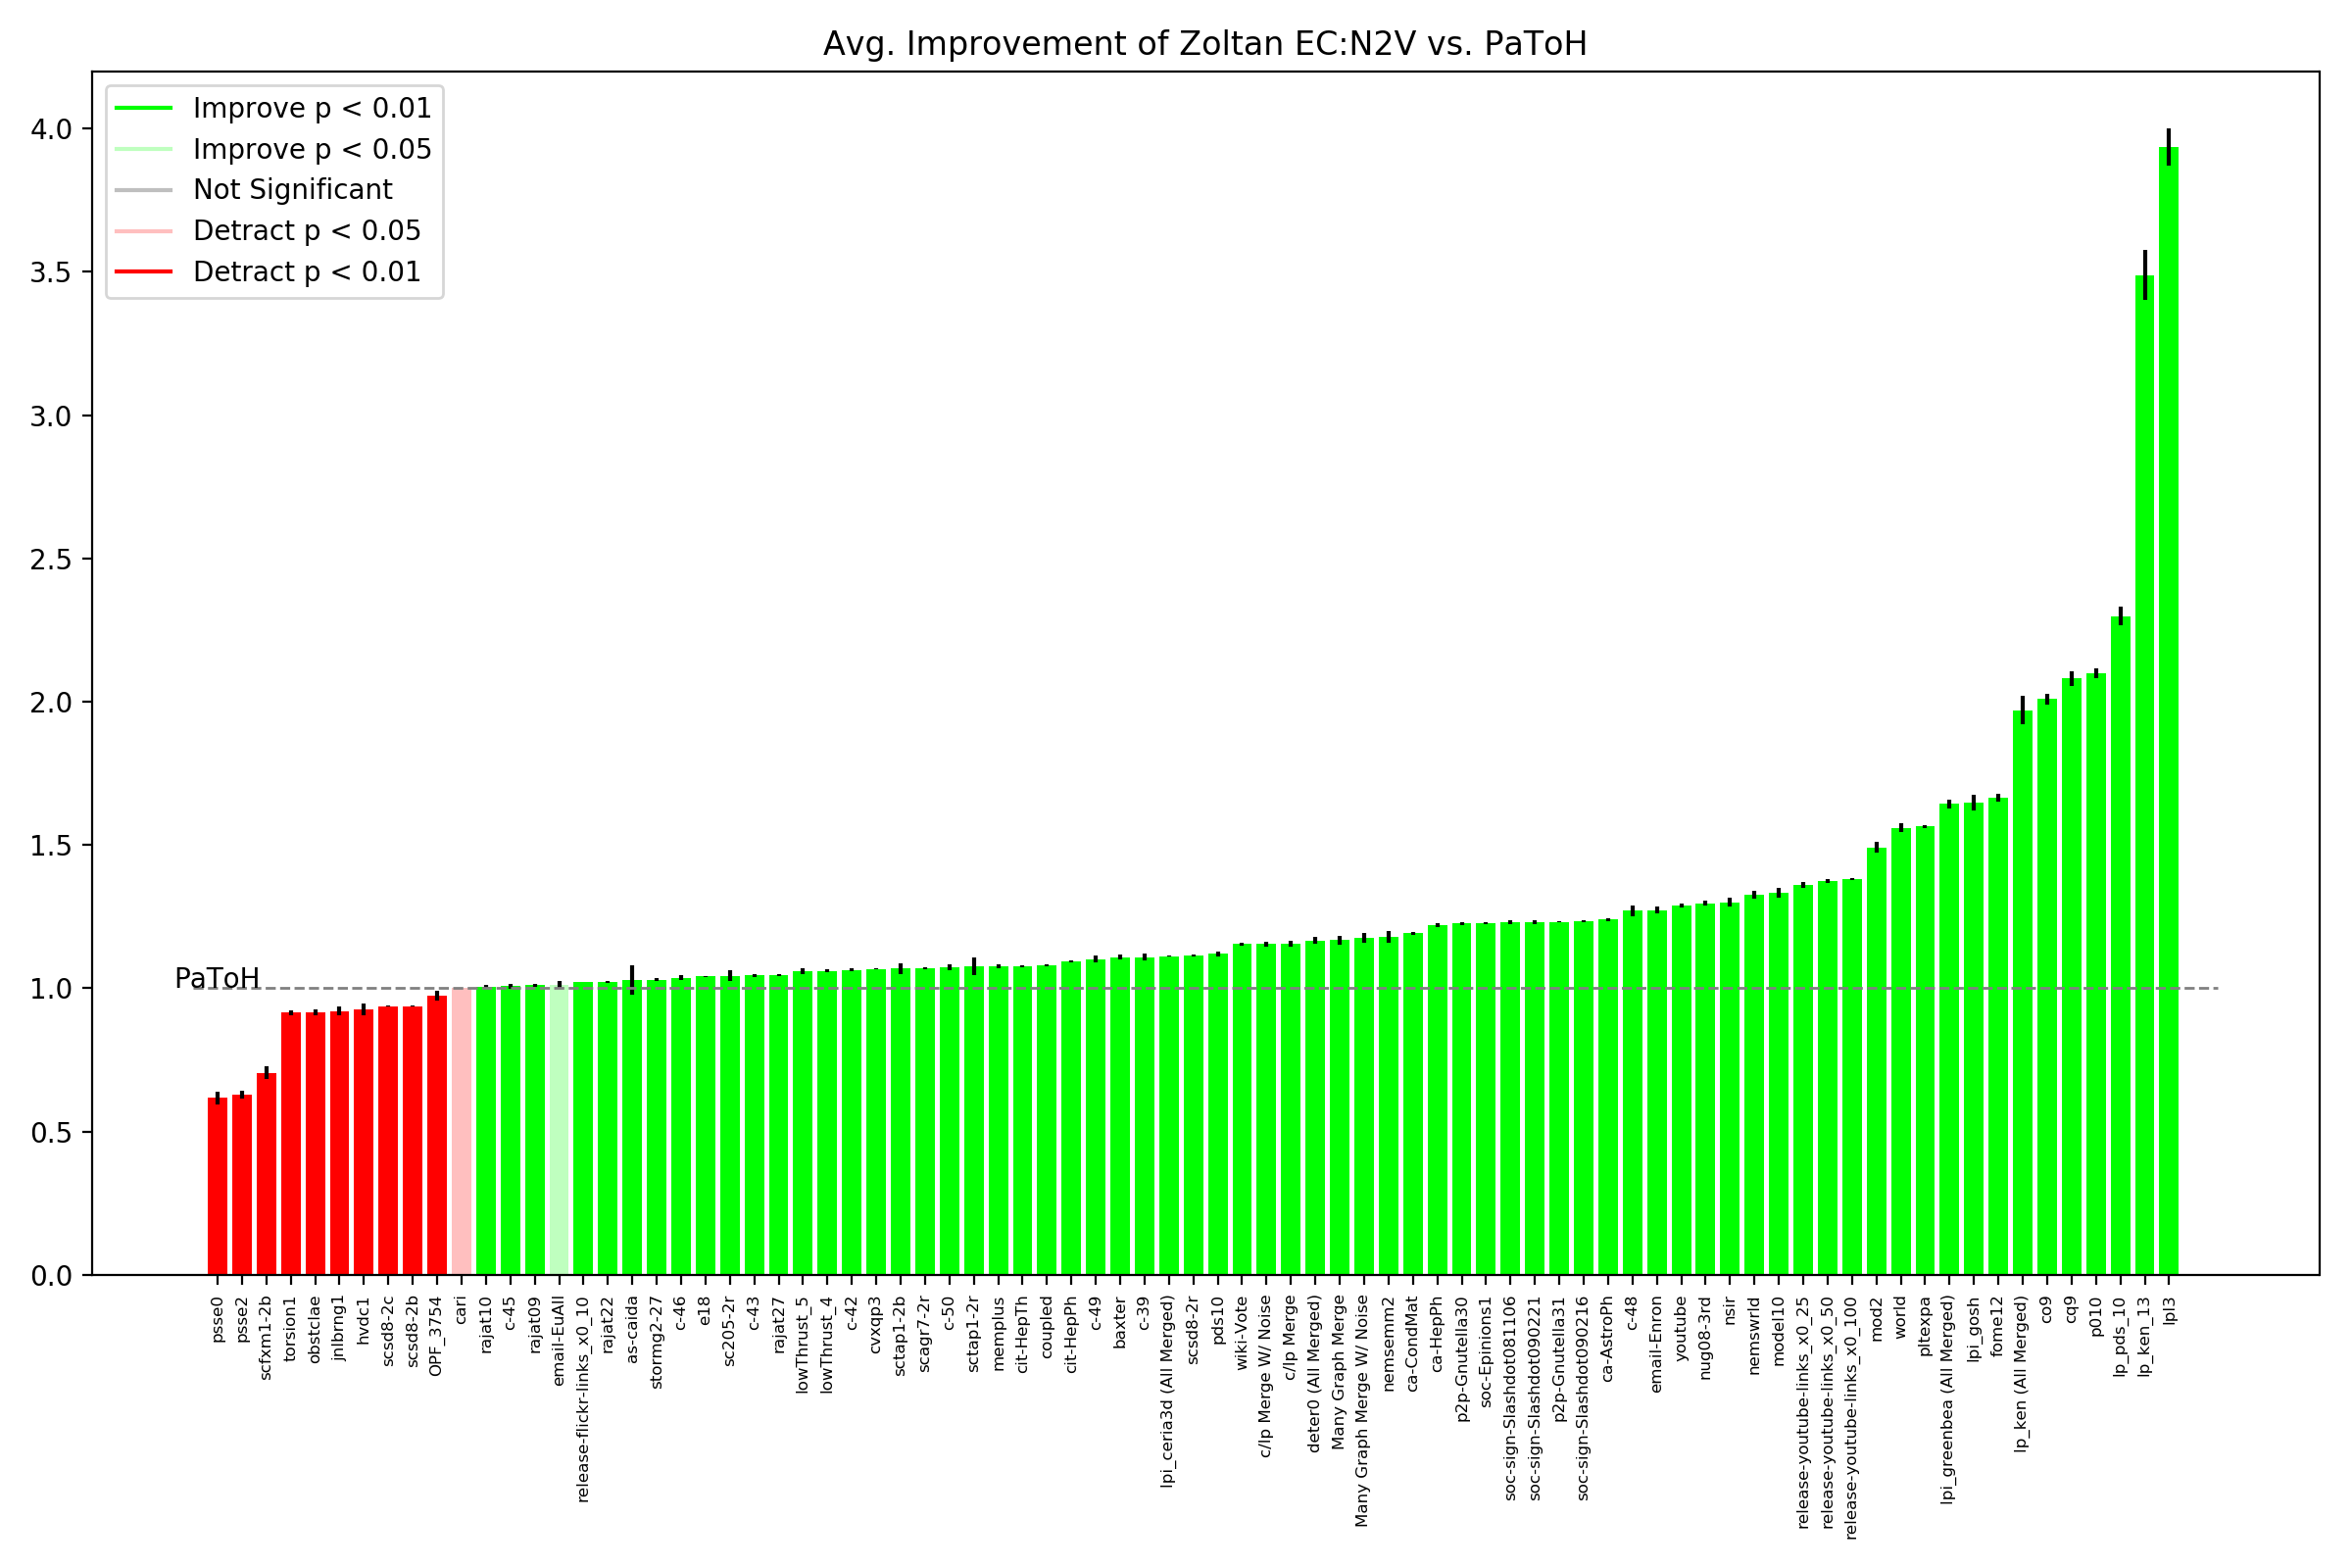 Avg. Improvement of Zoltan EC:N2V vs. PaToH
Improve p < 0.01
Improve p < 0.05
Not Significant
Detract p < 0.05
Detract p < 0.01
4.0
3.5
3.0
2.5
2.0
1.5
1.0
0.5
0.0
PaToH
psse0
psse2
scfxm1-2b
torsion1
obstclae
jnlbrng1
hvdc1
scsd8-2c
scsd8-2b
OPF_3754
cari
rajat10
c-45
rajat09
email-EuAll
release-flickr-links_x0_10
rajat22
as-caida
stormg2-27
c-46
e18
sc205-2r
c-43
rajat27
lowThrust_5
lowThrust_4
c-42
cvxqp3
sctap1-2b
scagr7-2r
c-50
sctap1-2r
memplus
cit-HepTh
coupled
cit-HepPh
c-49
baxter
c-39
lpi_ceria3d (All Merged)
scsd8-2r
pds10
wiki-Vote
c/lp Merge W/ Noise
c/lp Merge
deter0 (All Merged)
Many Graph Merge
Many Graph Merge W/ Noise
nemsemm2
ca-CondMat
ca-HepPh
p2p-Gnutella30
soc-Epinions1
soc-sign-Slashdot081106
soc-sign-Slashdot090221
p2p-Gnutella31
soc-sign-Slashdot090216
ca-AstroPh
c-48
email-Enron
youtube
nug08-3rd
nsir
nemswrld
model10
release-youtube-links_x0_25
release-youtube-links_x0_50
release-youtube-links_x0_100
mod2
world
pltexpa
lpi_greenbea (All Merged)
lpi_gosh
fome12
lp_ken (All Merged)
co9
cq9
p010
lp_pds_10
lp_ken_13
lpl3